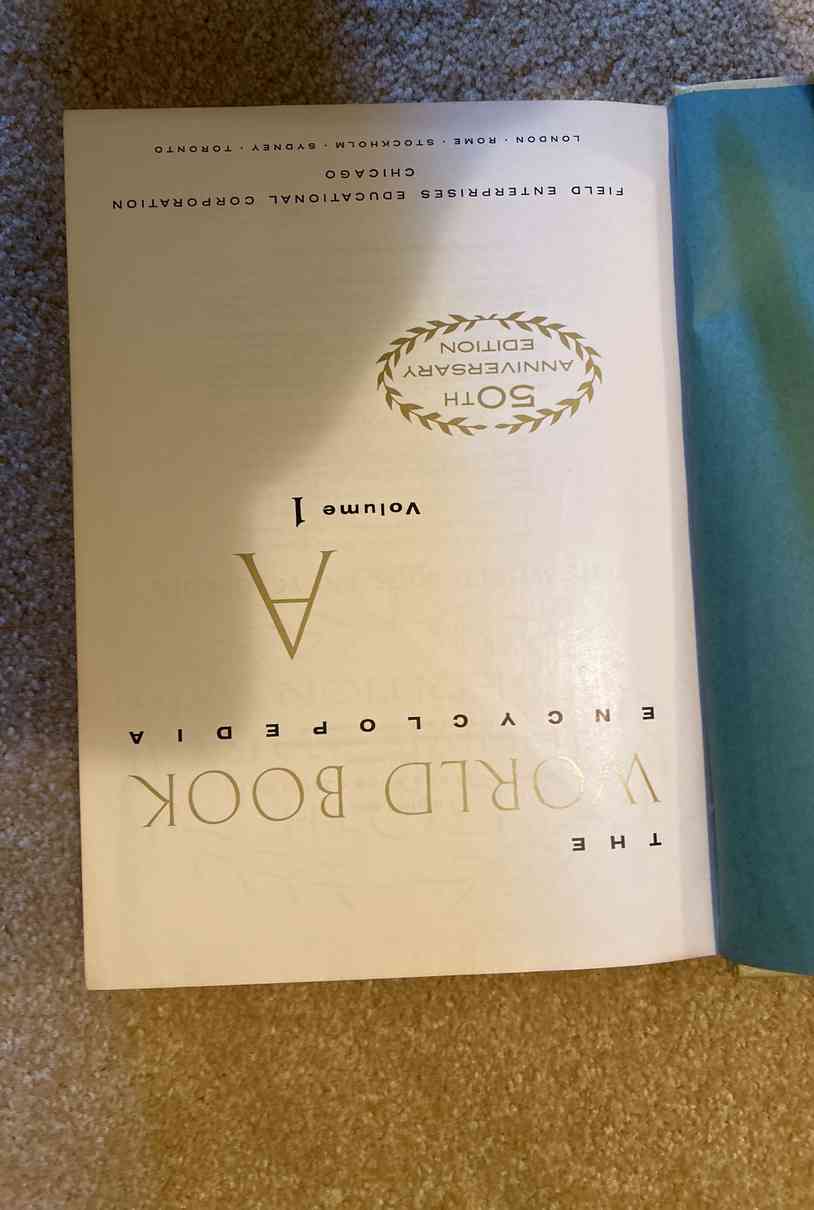 THE
WORLD BOOK
ENCYCLOPEDIA
A
Volume 1
50TH
ANNIVERSARY
EDITION
FIELD ENTERPRISES EDUCATIONAL CORPORATION
CHICAGO
LONDON · ROME · STOCKHOLM · SYDNEY · TORONTO